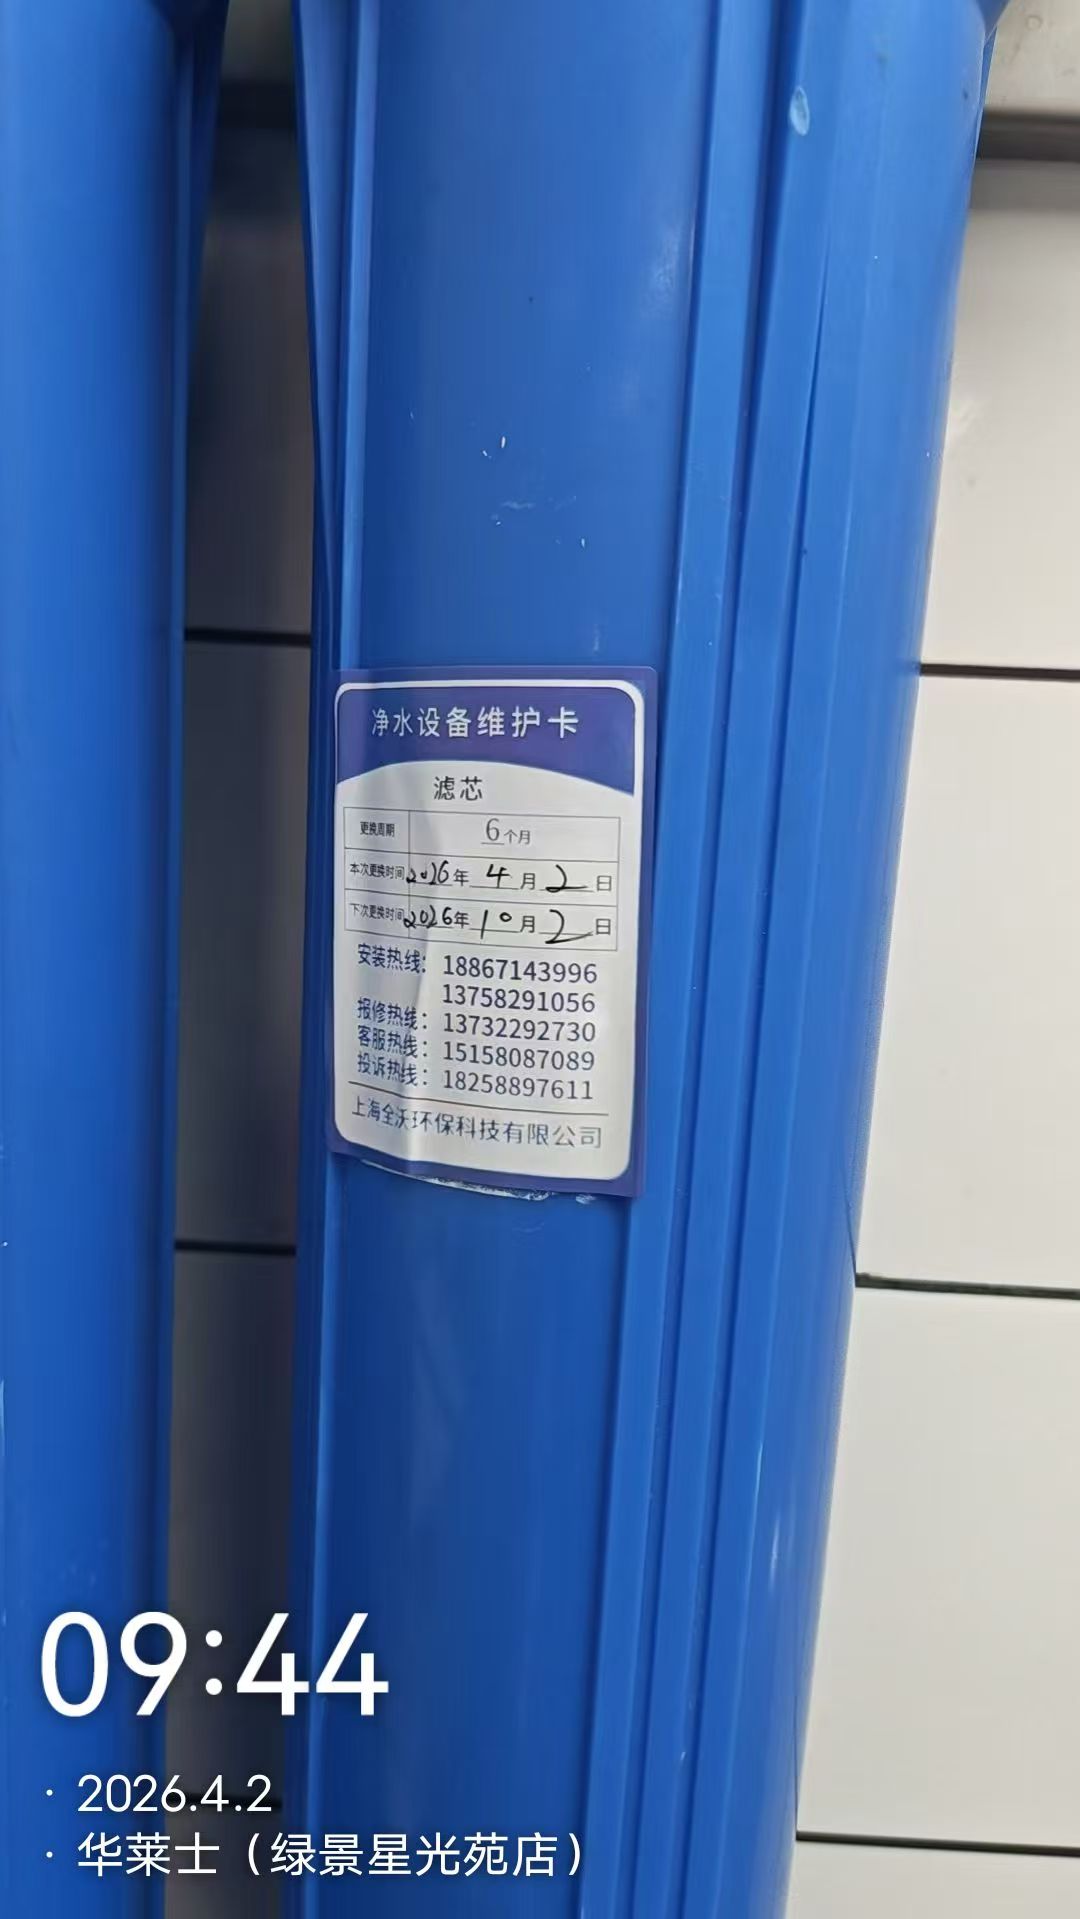 净水设备维护卡
滤芯
更换周期 6个月
本次更换时间 2026年 4月 2日
下次更换时间 2026年 10月 2日
安装热线： 18867143996
13758291056
报修热线： 13732292730
客服热线： 15158087089
投诉热线： 18258897611
上海全沃环保科技有限公司
09:44
· 2026.4.2
· 华莱士（绿景星光苑店）